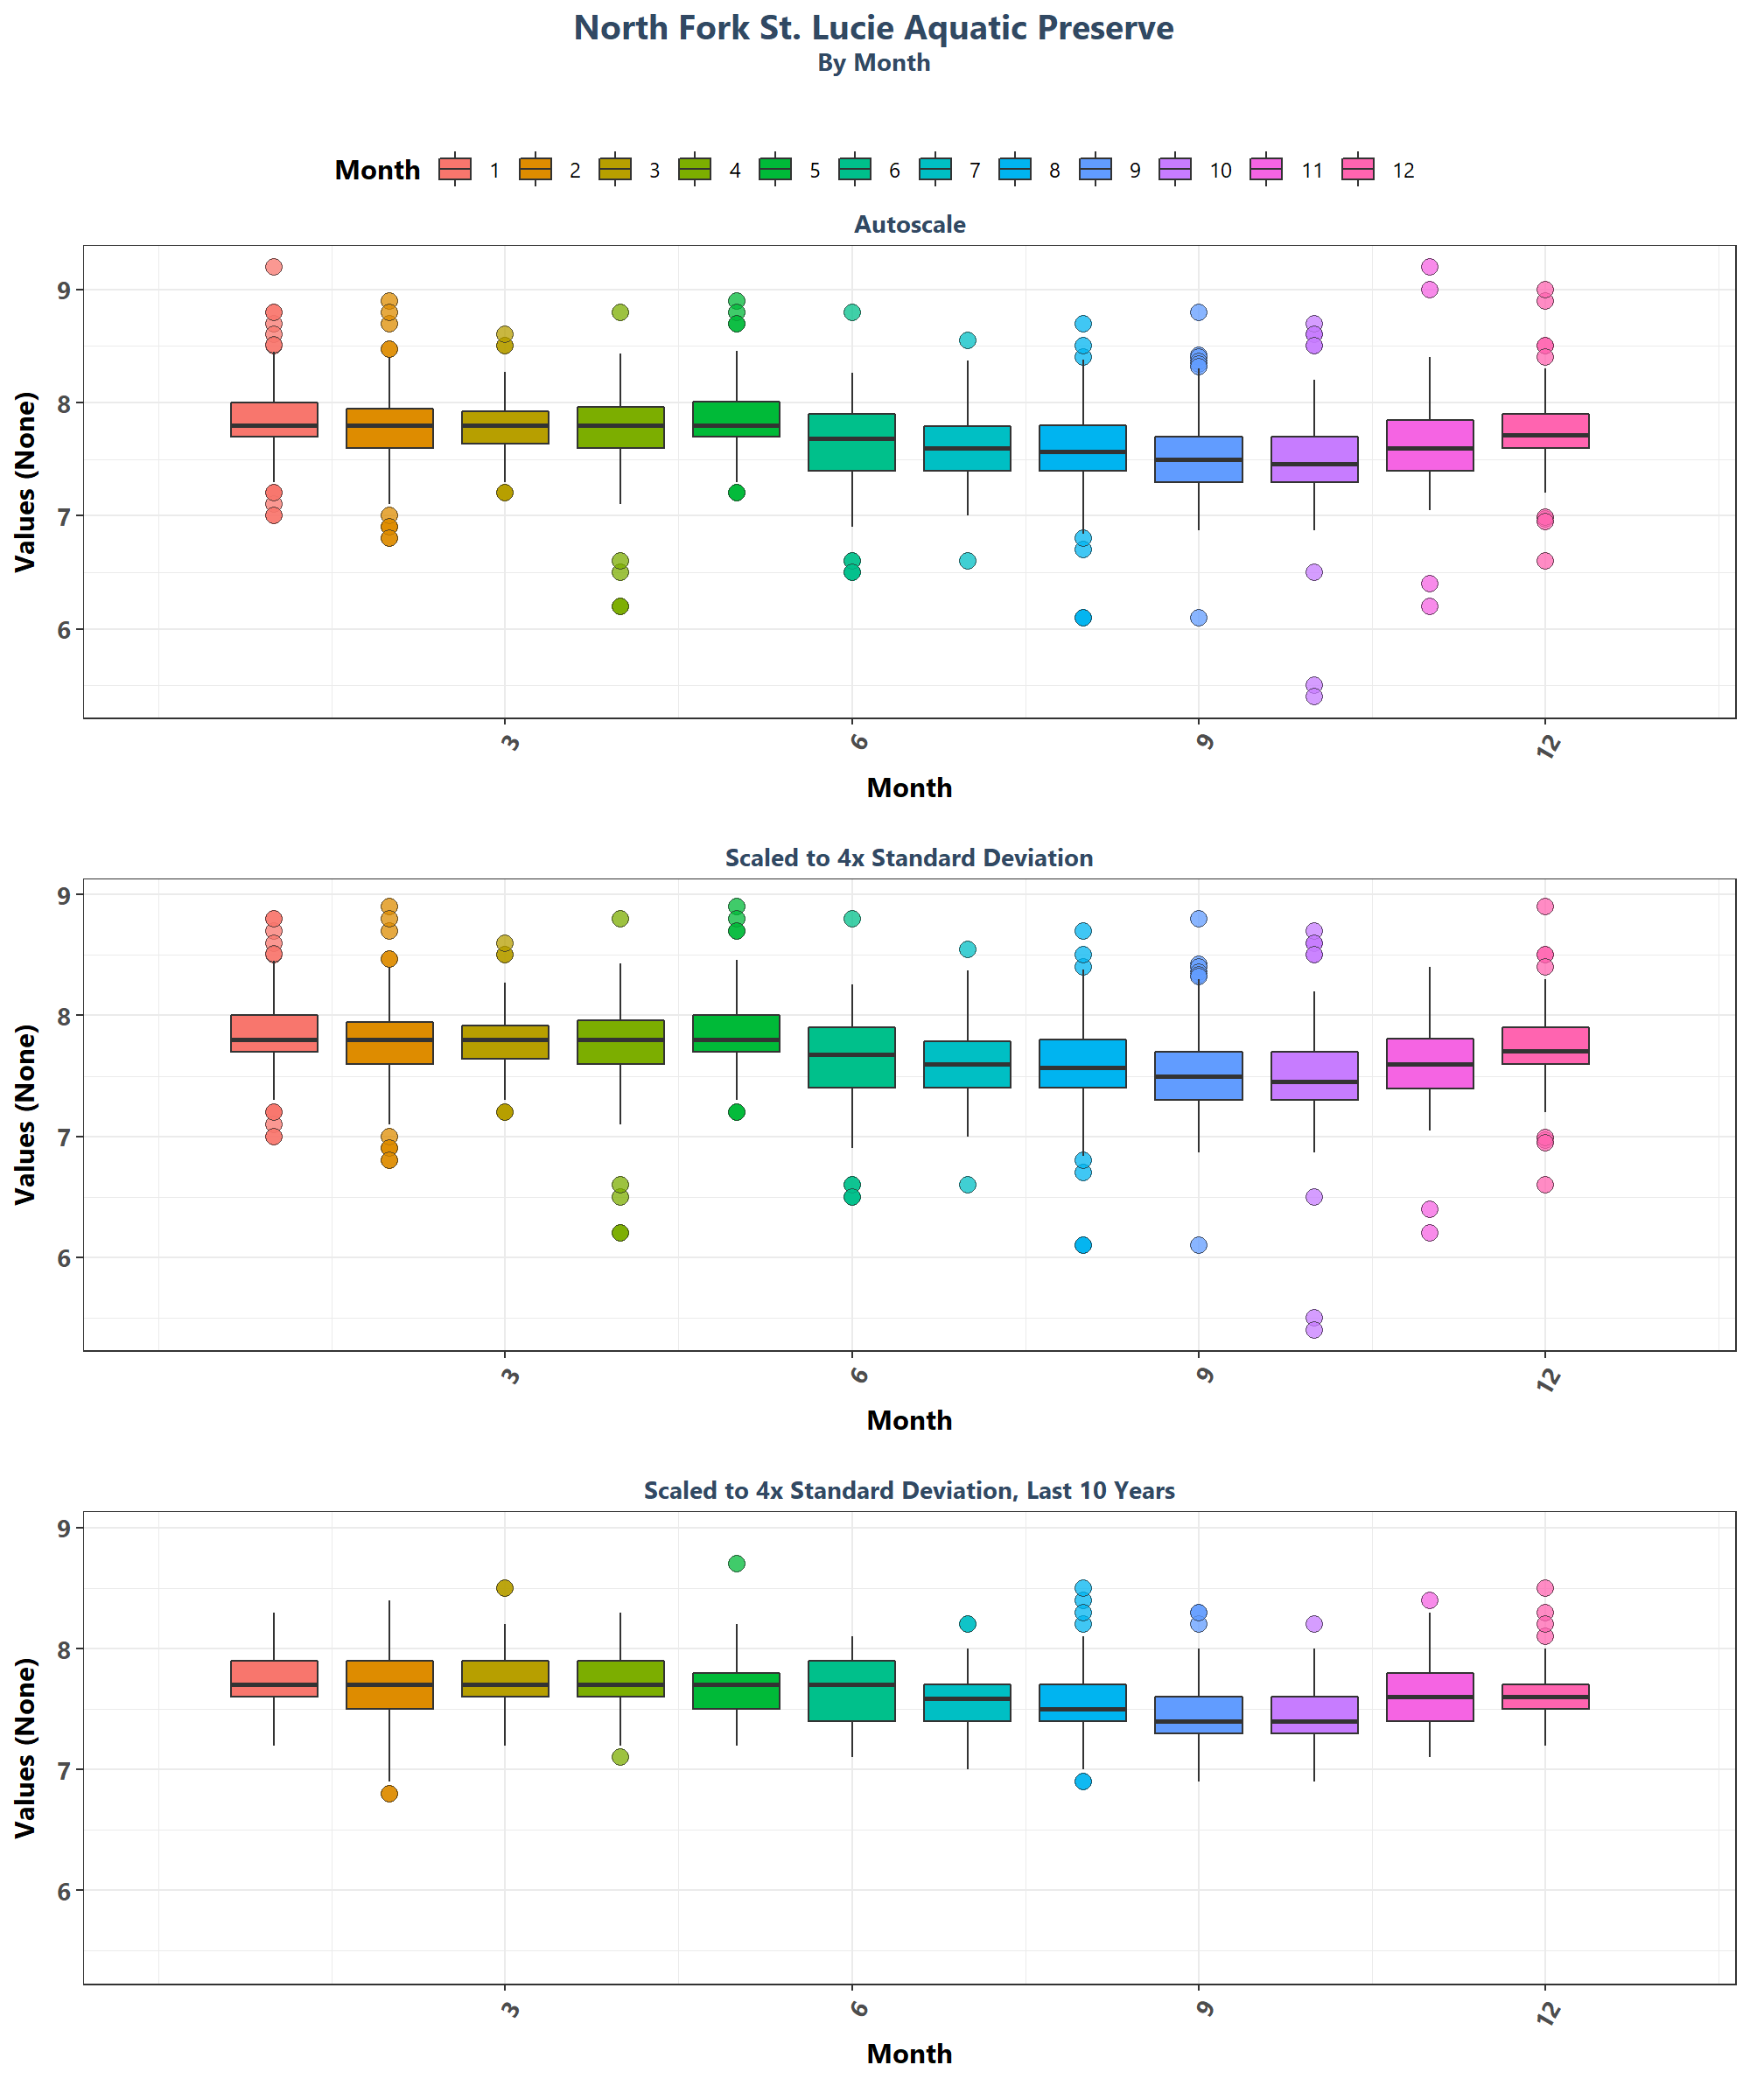 North Fork St. Lucie Aquatic Preserve
By Month
Month 1 2 3 4 5 6 7 8 9 10 11 12
Autoscale
Values (None)
9
8
7
6
3 6 9 12
Month
Scaled to 4x Standard Deviation
Values (None)
9
8
7
6
3 6 9 12
Month
Scaled to 4x Standard Deviation, Last 10 Years
Values (None)
9
8
7
6
3 6 9 12
Month